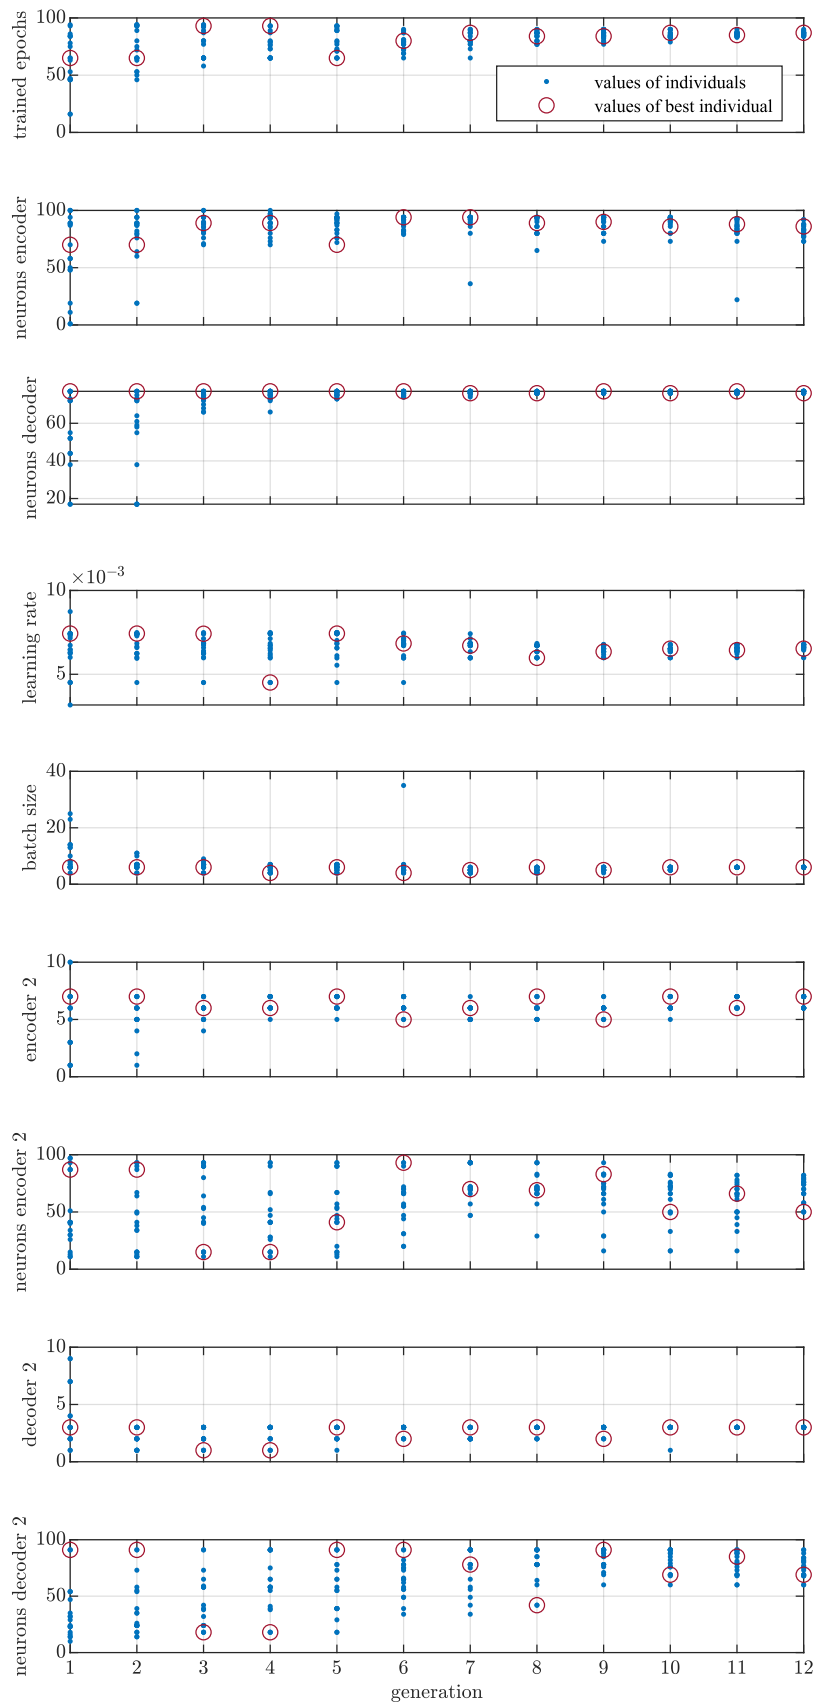 100
50
0
trained epochs
values of individuals
values of best individual
100
50
0
neurons encoder
60
20
neurons decoder
×10⁻³
10
5
learning rate
40
20
0
batch size
10
5
0
encoder 2
100
50
0
neurons encoder 2
10
5
0
decoder 2
100
50
0
neurons decoder 2
1 2 3 4 5 6 7 8 9 10 11 12
generation